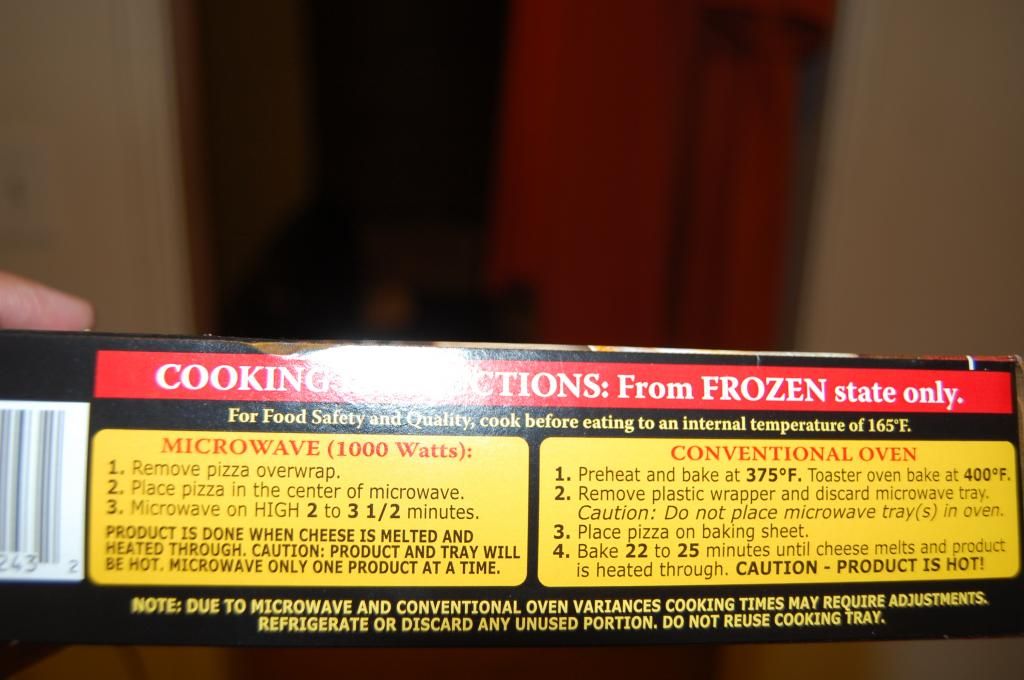 COOKING CTIONS: From FROZEN state only.
For Food Safety and Quality, cook before eating to an internal temperature of 165°F.
MICROWAVE (1000 Watts):
1. Remove pizza overwrap.
2. Place pizza in the center of microwave.
3. Microwave on HIGH 2 to 3 1/2 minutes.
PRODUCT IS DONE WHEN CHEESE IS MELTED AND
HEATED THROUGH. CAUTION: PRODUCT AND TRAY WILL
BE HOT. MICROWAVE ONLY ONE PRODUCT AT A TIME.
CONVENTIONAL OVEN
1. Preheat and bake at 375°F. Toaster oven bake at 400°F.
2. Remove plastic wrapper and discard microwave tray.
Caution: Do not place microwave tray(s) in oven.
3. Place pizza on baking sheet.
4. Bake 22 to 25 minutes until cheese melts and product
is heated through. CAUTION - PRODUCT IS HOT!
NOTE: DUE TO MICROWAVE AND CONVENTIONAL OVEN VARIANCES COOKING TIMES MAY REQUIRE ADJUSTMENTS.
REFRIGERATE OR DISCARD ANY UNUSED PORTION. DO NOT REUSE COOKING TRAY.
243 2